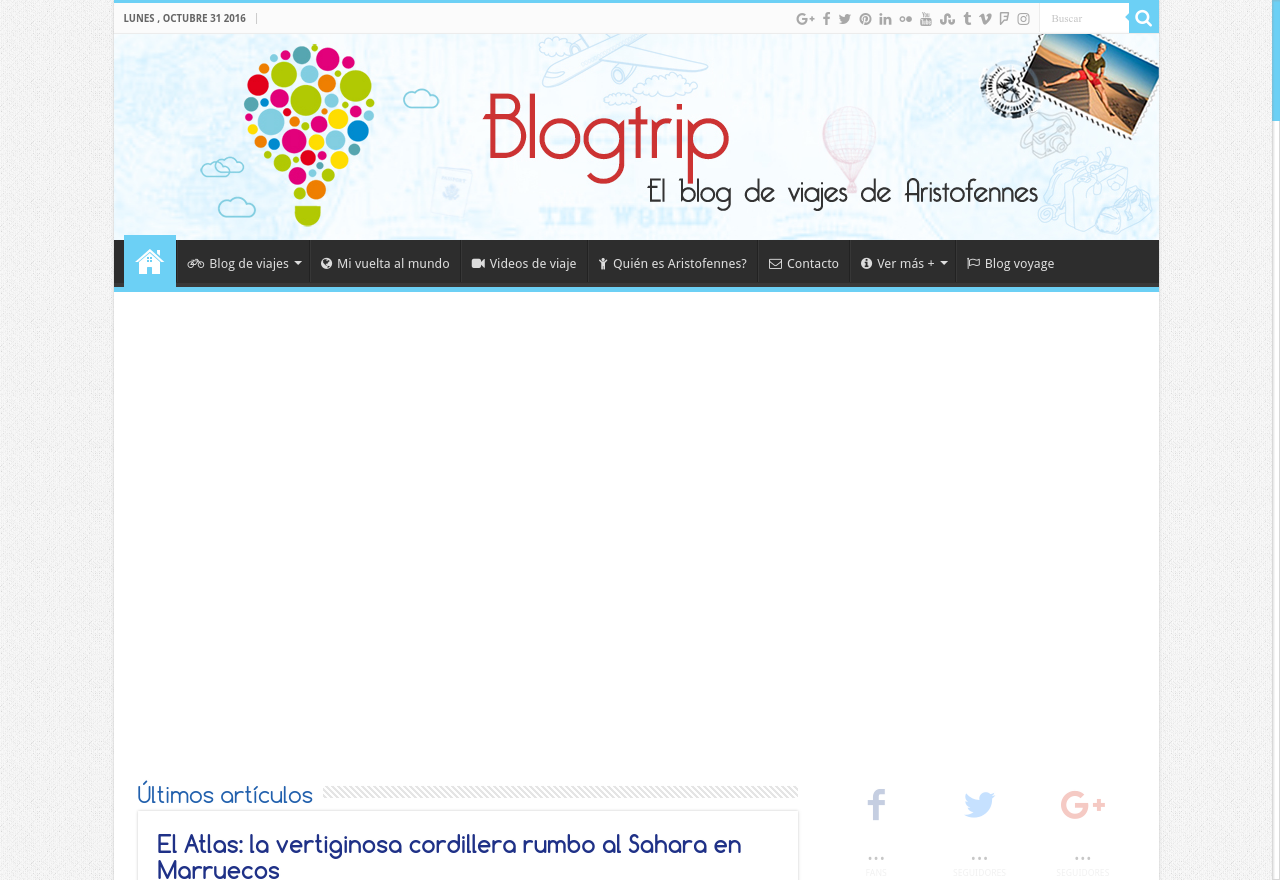 LUNES , OCTUBRE 31 2016
Buscar
Blogtrip
El blog de viajes de Aristofennes
THE WORLD.
Blog de viajes
Mi vuelta al mundo
Videos de viaje
Quién es Aristofennes?
Contacto
Ver más +
Blog voyage
Últimos artículos
El Atlas: la vertiginosa cordillera rumbo al Sahara en
Marruecos
... ... ...
FANS SEGUIDORES SEGUIDORES